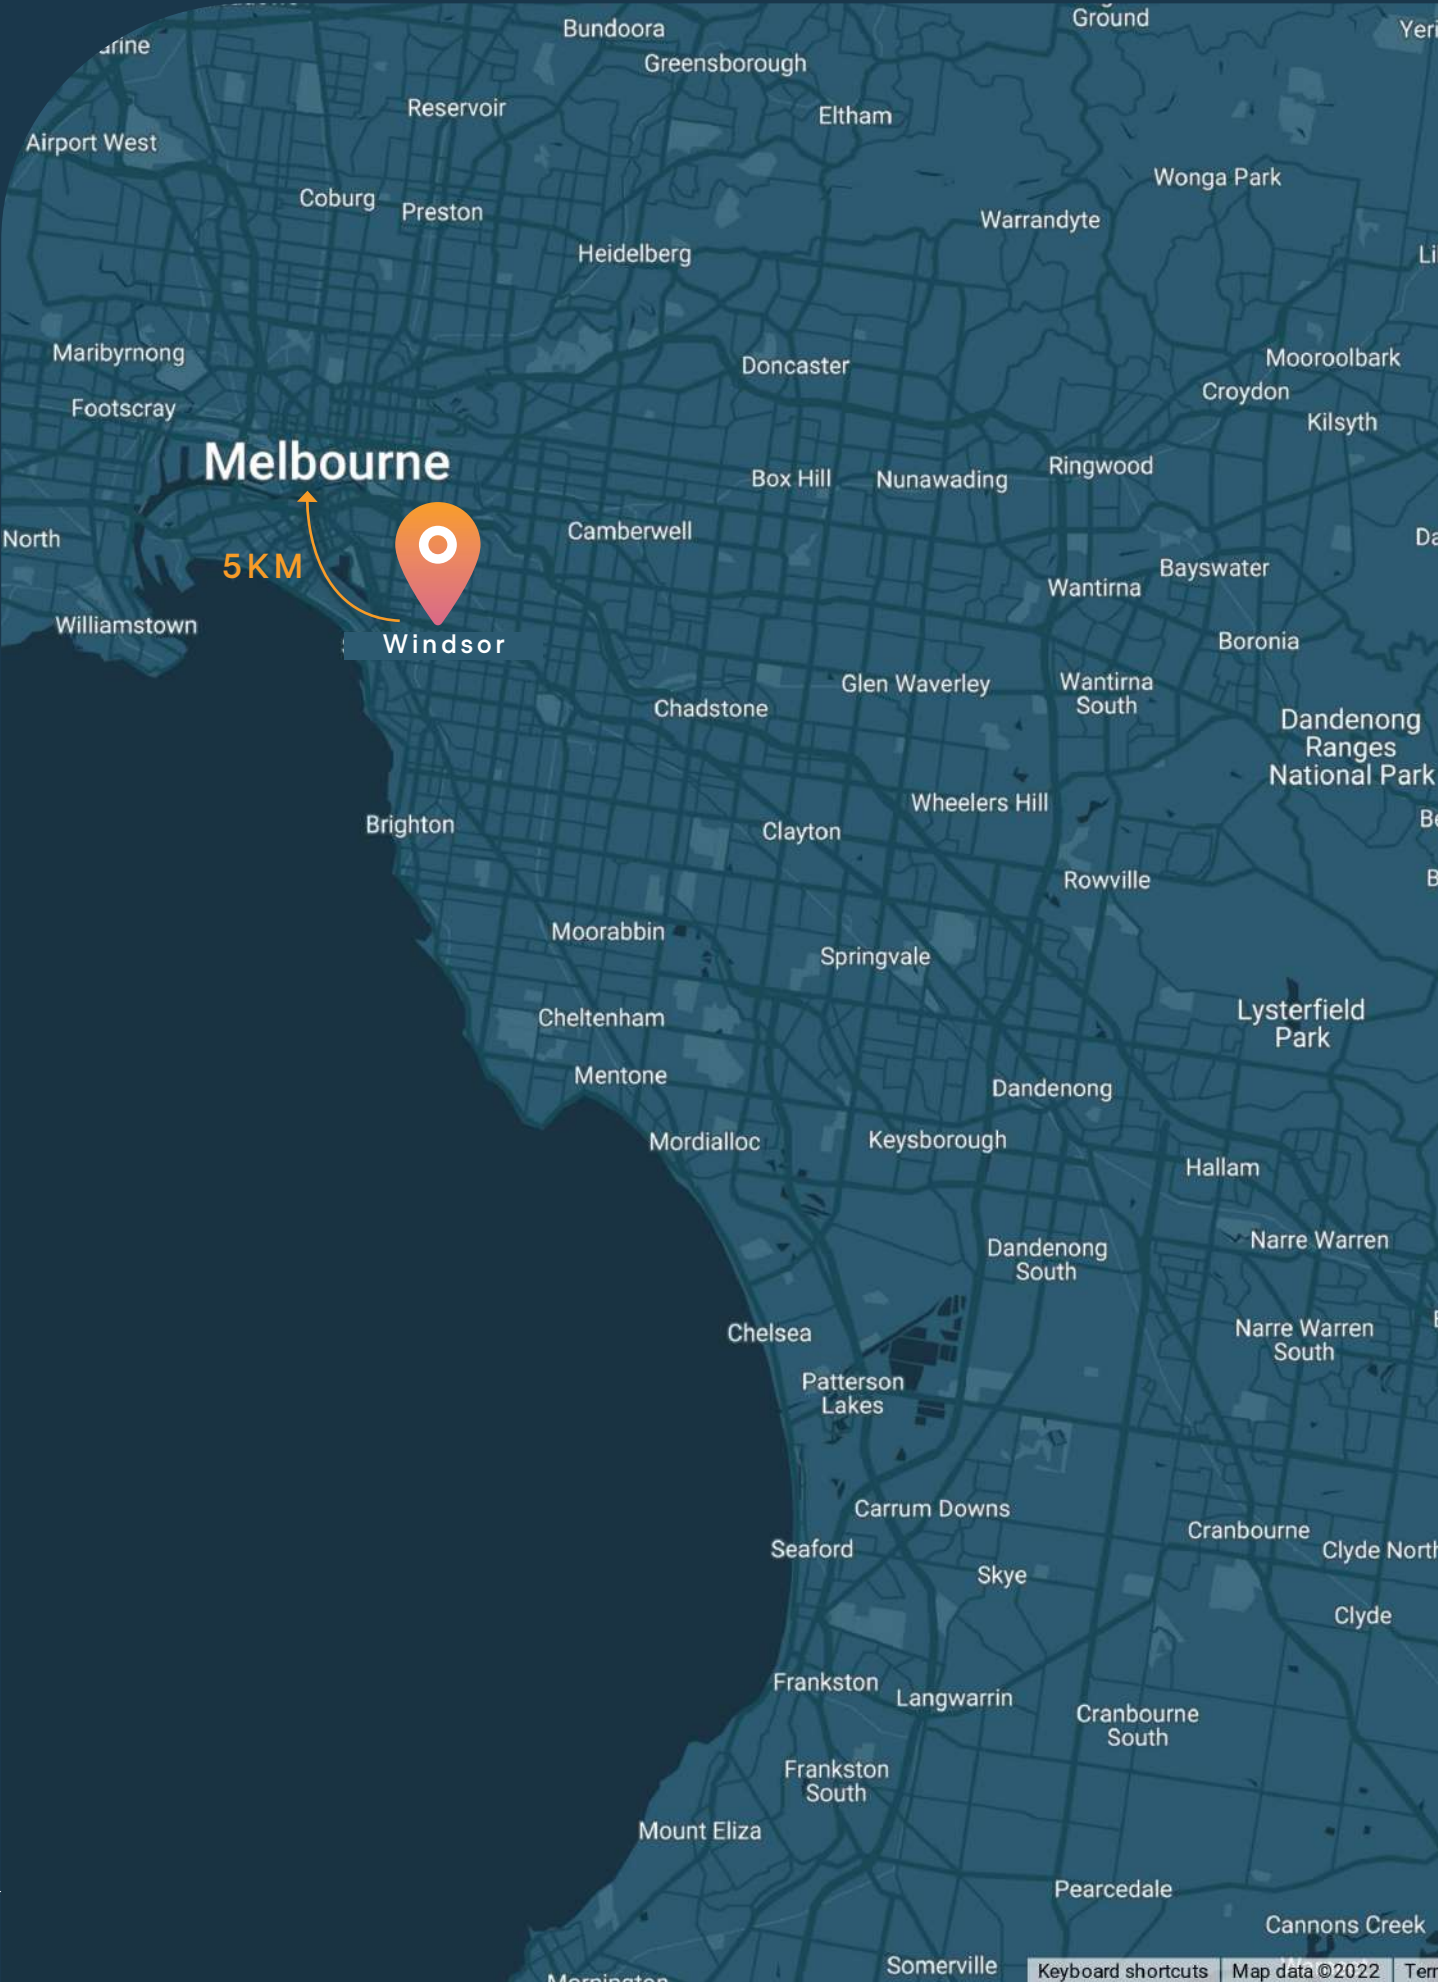 Ground
Bundoora
Greensborough
Reservoir
Eltham
Airport West
Wonga Park
Coburg
Preston
Warrandyte
Heidelberg
Maribyrnong
Doncaster
Mooroolbark
Croydon
Footscray
Kilsyth
Melbourne
Box Hill
Nunawading
Ringwood
North
Camberwell
5KM
Bayswater
Wantirna
Williamstown
Windsor
Boronia
Glen Waverley
Wantirna
South
Chadstone
Dandenong
Ranges
National Park
Wheelers Hill
Brighton
Clayton
Rowville
Moorabbin
Springvale
Lysterfield
Park
Cheltenham
Mentone
Dandenong
Mordialloc
Keysborough
Hallam
Narre Warren
Dandenong
South
Chelsea
Narre Warren
South
Patterson
Lakes
Carrum Downs
Cranbourne
Seaford
Clyde North
Skye
Clyde
Frankston
Langwarrin
Cranbourne
South
Frankston
South
Mount Eliza
Pearcedale
Cannons Creek
Somerville
Keyboard shortcuts
Map data ©2022